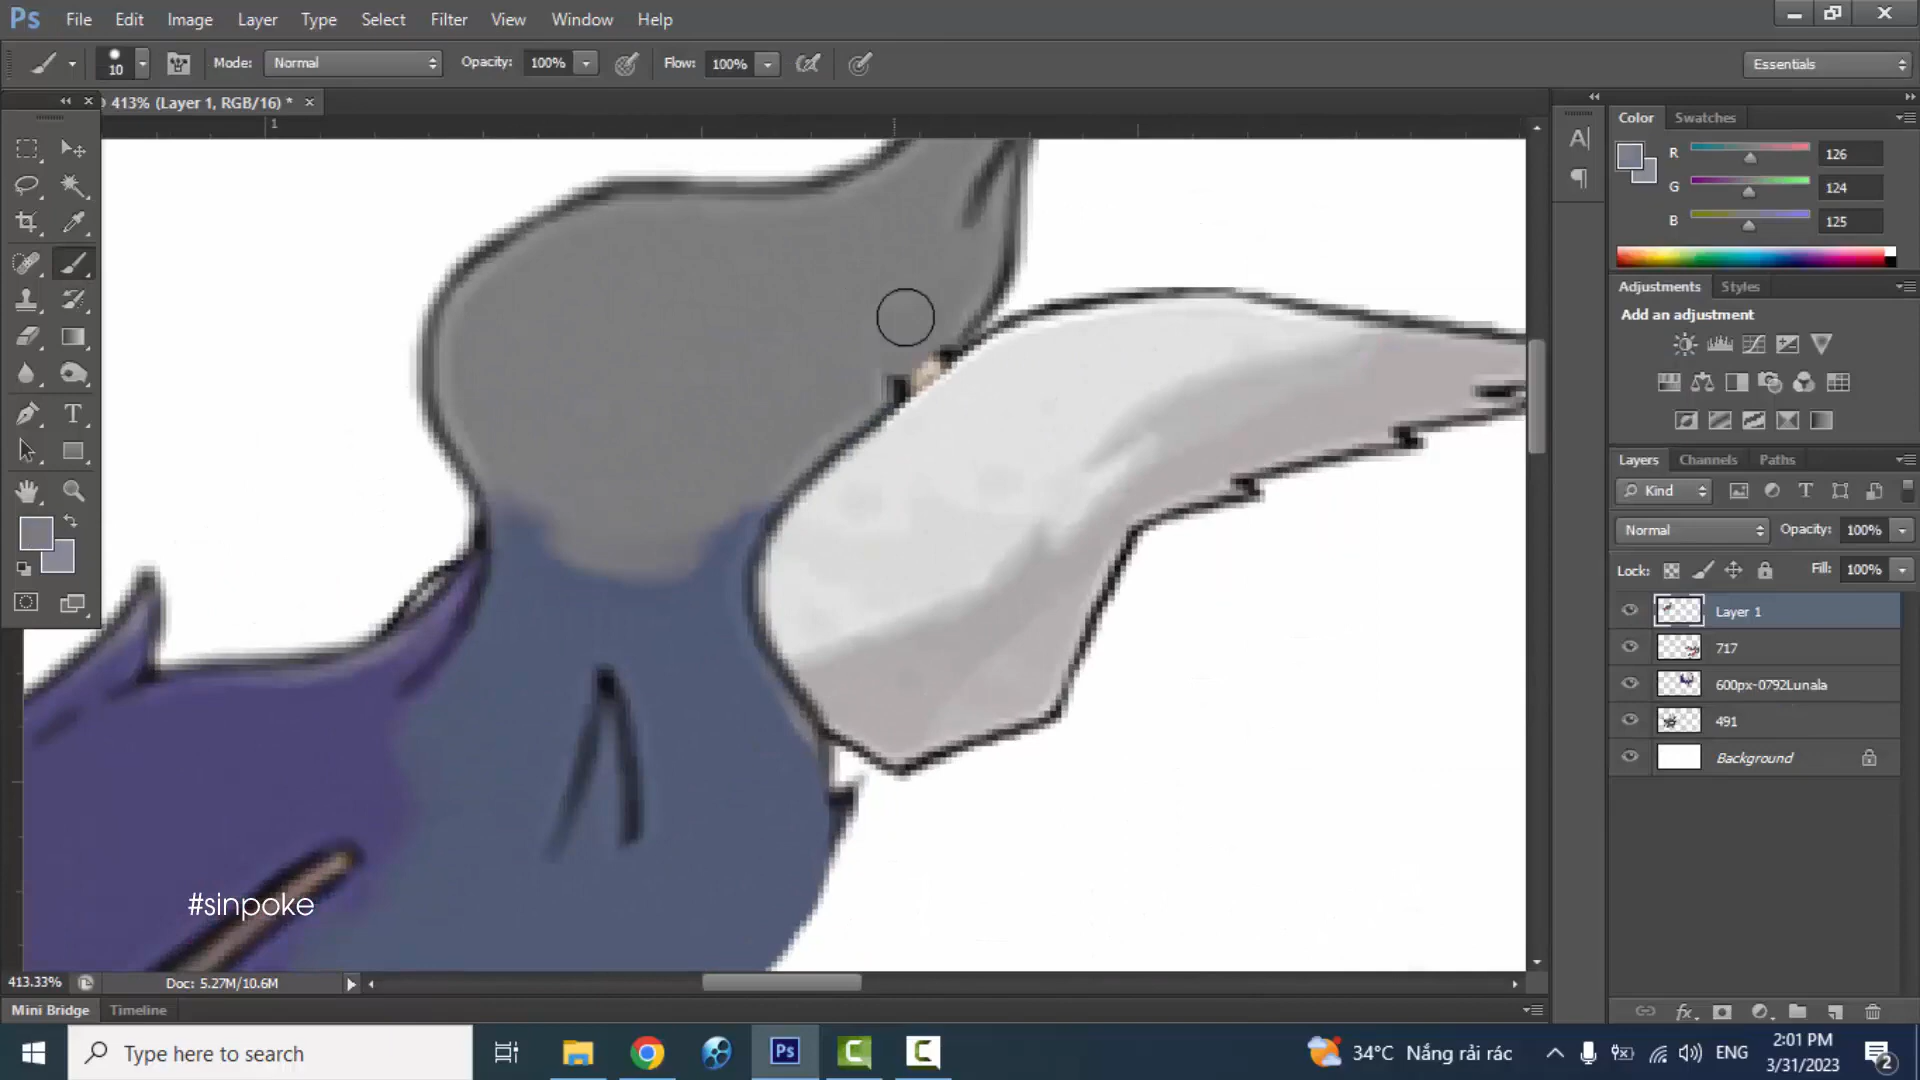 Ps File Edit Image Layer Type Select Filter View Window Help
10 Mode: Normal Opacity: 100% Flow: 100% Essentials
413% (Layer 1, RGB/16) * ×
1
Color Swatches
R 126
G 124
B 125
Adjustments Styles
Add an adjustment
Layers Channels Paths
Kind
Normal Opacity: 100%
Lock: Fill: 100%
Layer 1
717
600px-0792Lunala
491
Background
#sinpoke
413.33% Doc: 5.27M/10.6M
Mini Bridge Timeline
Type here to search
Ps
34°C Nắng rải rác
ENG
2:01 PM
3/31/2023
2